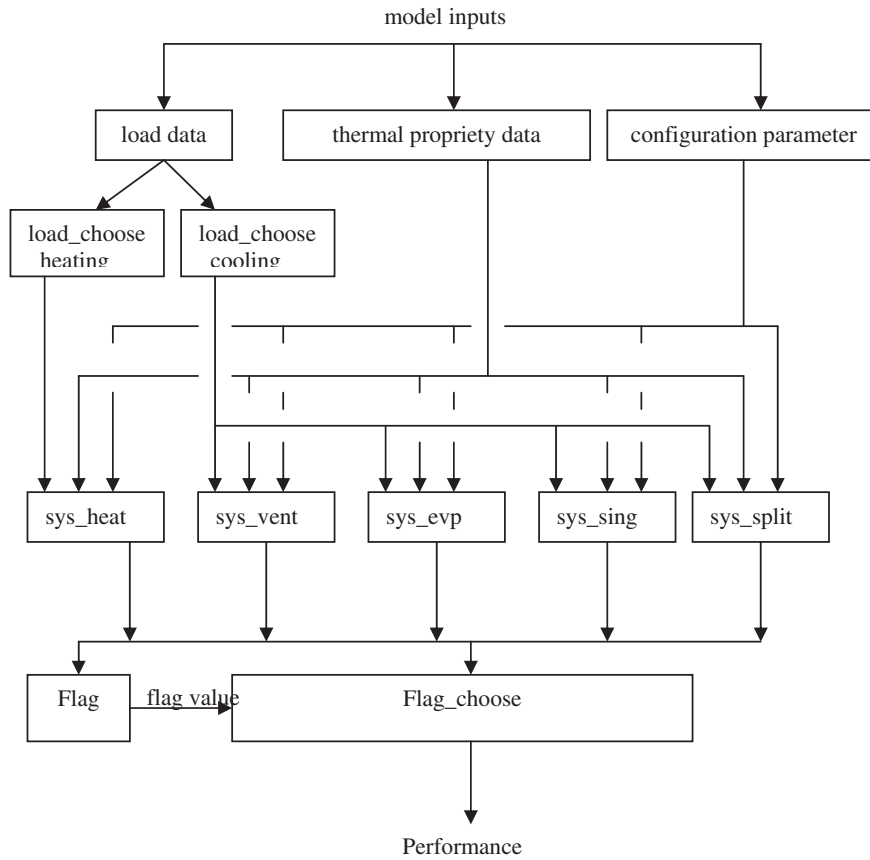 model inputs
load data
thermal propriety data
configuration parameter
load_choose
heating
load_choose
cooling
sys_heat
sys_vent
sys_evp
sys_sing
sys_split
Flag
flag value
Flag_choose
Performance